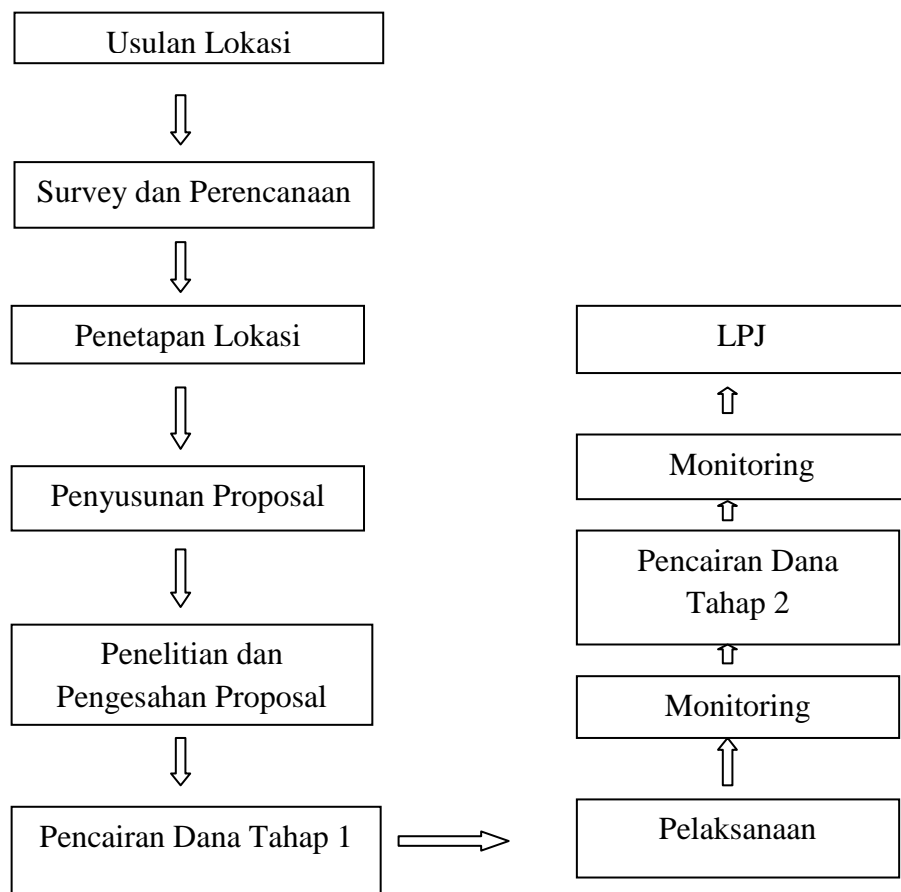 Usulan Lokasi
Survey dan Perencanaan
Penetapan Lokasi
Penyusunan Proposal
Penelitian dan
Pengesahan Proposal
Pencairan Dana Tahap 1
Pelaksanaan
Monitoring
Pencairan Dana
Tahap 2
Monitoring
LPJ